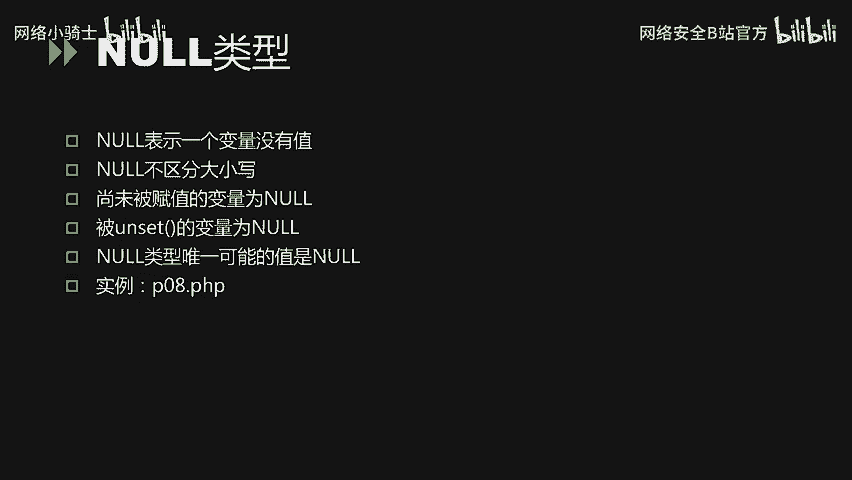 网络小骑士 bilibili
网络安全B站官方 bilibili
NULL类型
NULL表示一个变量没有值
NULL不区分大小写
尚未被赋值的变量为NULL
被unset()的变量为NULL
NULL类型唯一可能的值是NULL
实例：p08.php